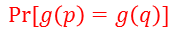 Pr[g(p) = g(q)]